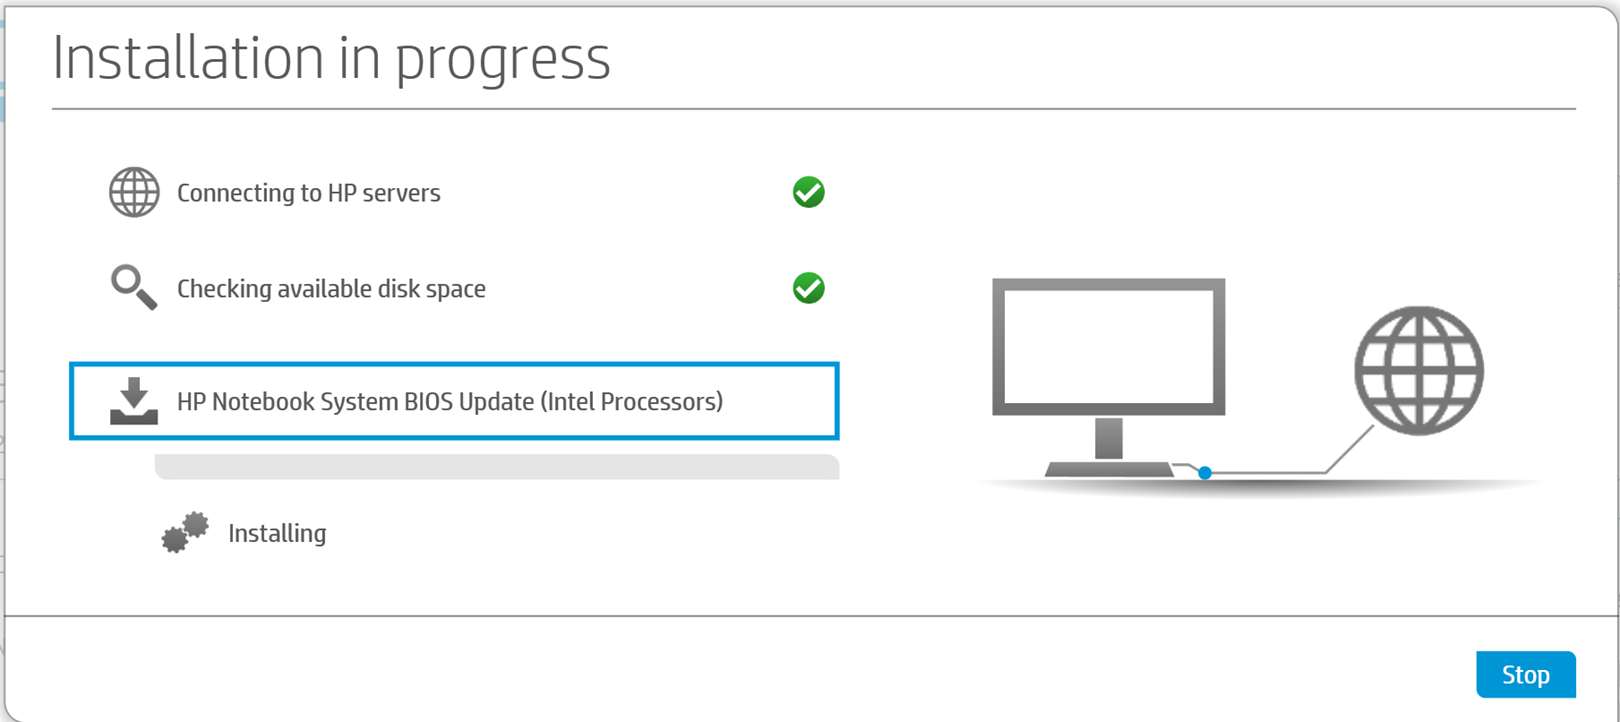 Installation in progress
Connecting to HP servers
Checking available disk space
HP Notebook System BIOS Update (Intel Processors)
Installing
Stop